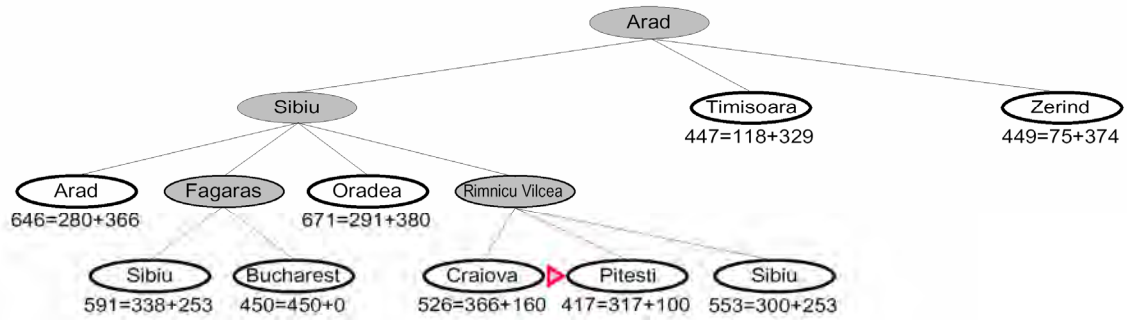 Arad
Sibiu Timisoara Zerind
447=118+329 449=75+374
Arad Fagaras Oradea Rimnicu Vilcea
646=280+366 671=291+380
Sibiu Bucharest Craiova Pitesti Sibiu
591=338+253 450=450+0 526=366+160 417=317+100 553=300+253